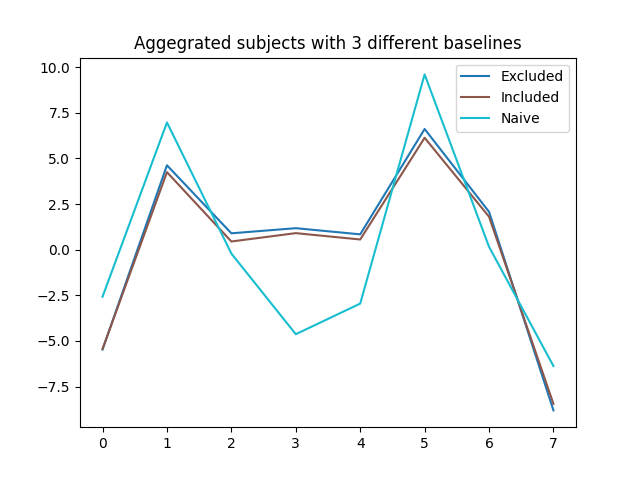 Aggegrated subjects with 3 different baselines
10.0
7.5
5.0
2.5
0.0
−2.5
−5.0
−7.5
Excluded
Included
Naive
0 1 2 3 4 5 6 7